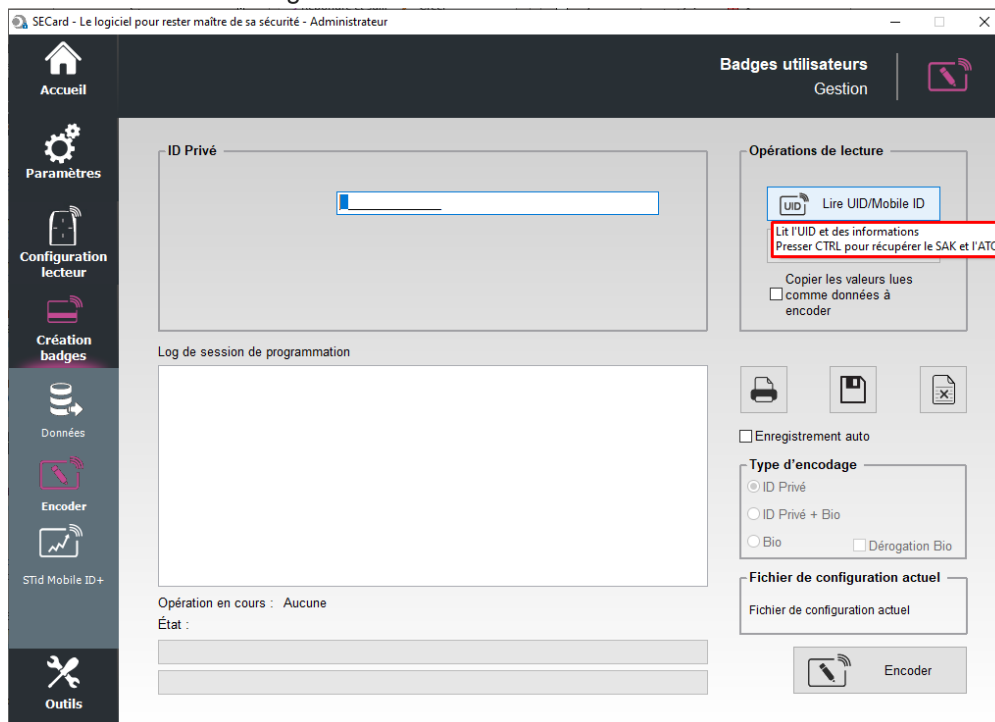 SECard - Le logiciel pour rester maître de sa sécurité - Administrateur
Accueil
Badges utilisateurs
Gestion
Paramètres
Configuration
lecteur
Création
badges
Données
Encoder
STid Mobile ID+
Outils
ID Privé
Log de session de programmation
Opération en cours : Aucune
État :
Opérations de lecture
UID Lire UID/Mobile ID
Lit l'UID et des informations
Presser CTRL pour récupérer le SAK et l'ATQ
Copier les valeurs lues
comme données à
encoder
Enregistrement auto
Type d'encodage
ID Privé
ID Privé + Bio
Bio
Dérogation Bio
Fichier de configuration actuel
Fichier de configuration actuel
Encoder